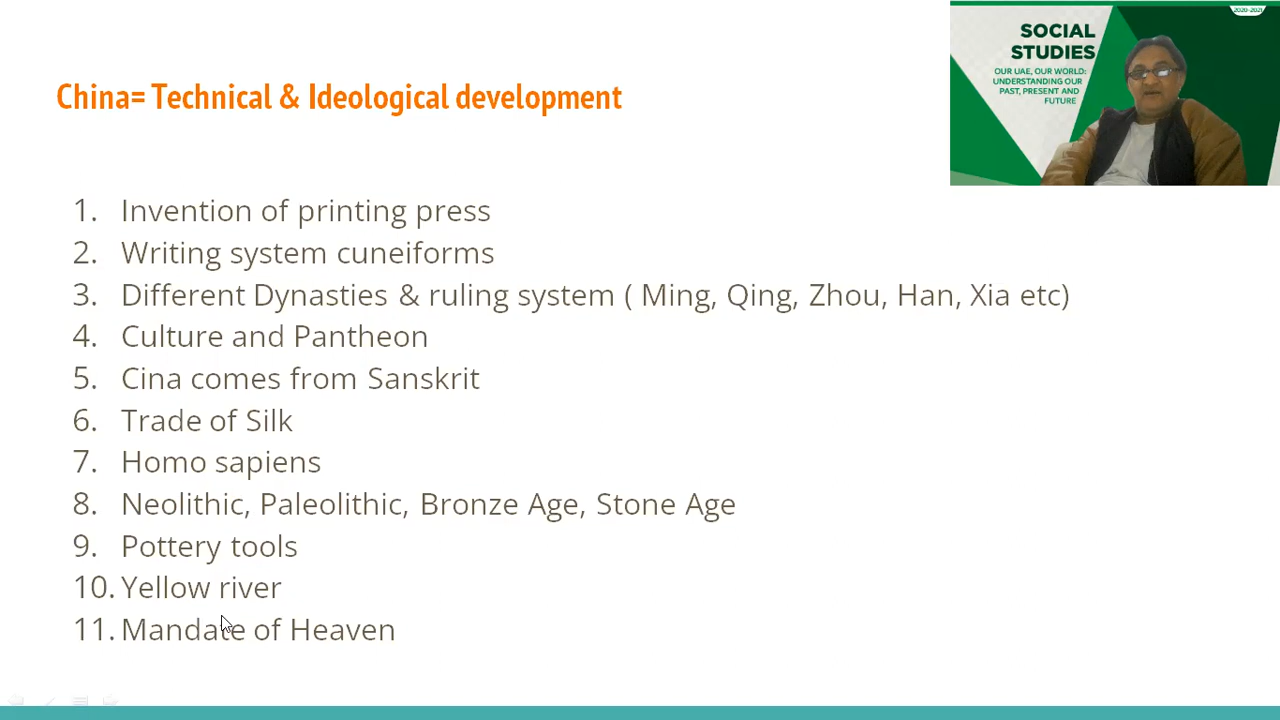 China= Technical & Ideological development
1. Invention of printing press
2. Writing system cuneiforms
3. Different Dynasties & ruling system ( Ming, Qing, Zhou, Han, Xia etc)
4. Culture and Pantheon
5. Cina comes from Sanskrit
6. Trade of Silk
7. Homo sapiens
8. Neolithic, Paleolithic, Bronze Age, Stone Age
9. Pottery tools
10. Yellow river
11. Mandate of Heaven
2020-2021
SOCIAL
STUDIES
OUR UAE, OUR WORLD:
UNDERSTANDING OUR
PAST, PRESENT AND
FUTURE